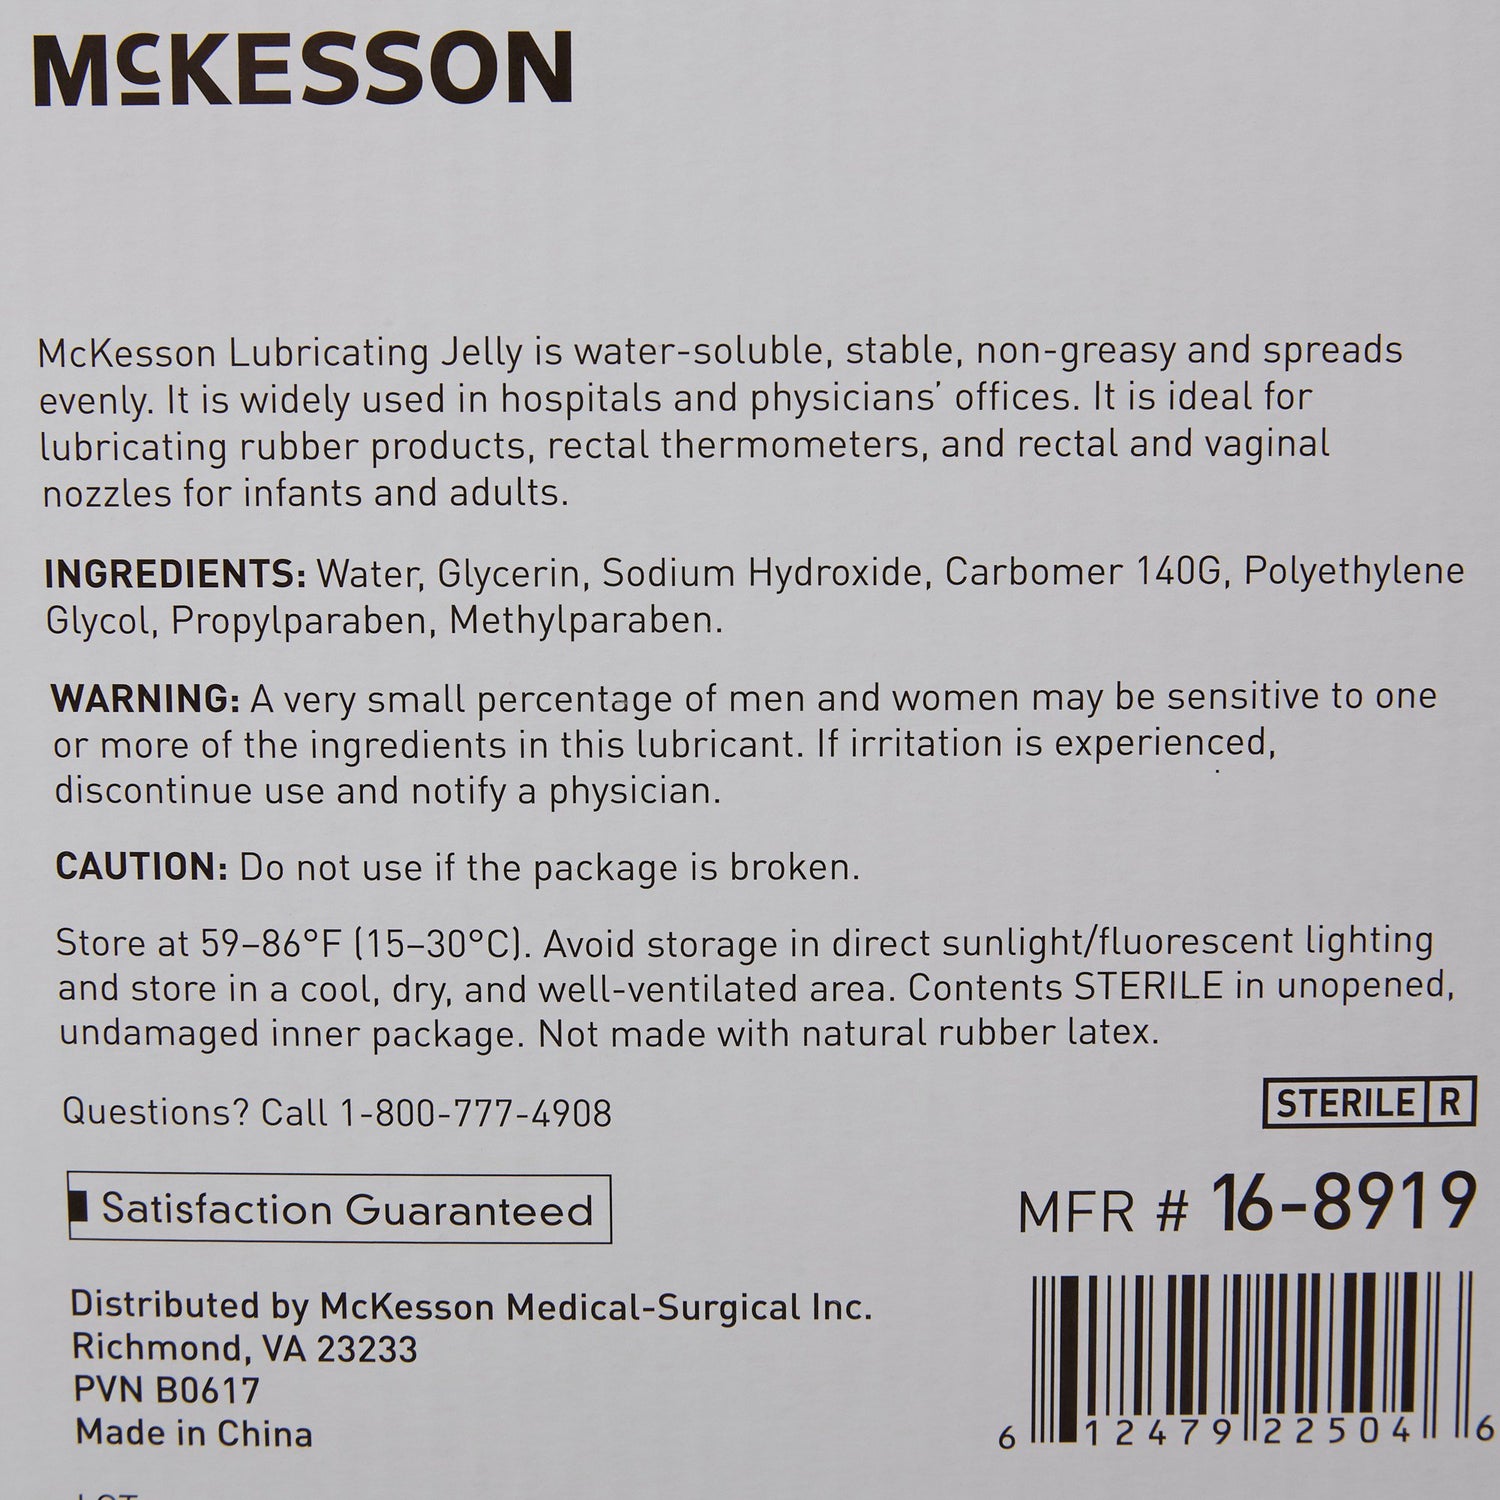 McKESSON
McKesson Lubricating Jelly is water-soluble, stable, non-greasy and spreads
evenly. It is widely used in hospitals and physicians’ offices. It is ideal for
lubricating rubber products, rectal thermometers, and rectal and vaginal
nozzles for infants and adults.
INGREDIENTS: Water, Glycerin, Sodium Hydroxide, Carbomer 140G, Polyethylene
Glycol, Propylparaben, Methylparaben.
WARNING: A very small percentage of men and women may be sensitive to one
or more of the ingredients in this lubricant. If irritation is experienced,
discontinue use and notify a physician.
CAUTION: Do not use if the package is broken.
Store at 59–86°F (15–30°C). Avoid storage in direct sunlight/fluorescent lighting
and store in a cool, dry, and well-ventilated area. Contents STERILE in unopened,
undamaged inner package. Not made with natural rubber latex.
Questions? Call 1-800-777-4908
STERILE R
Satisfaction Guaranteed
MFR # 16-8919
Distributed by McKesson Medical-Surgical Inc.
Richmond, VA 23233
PVN B0617
Made in China
6 12479 22504 6